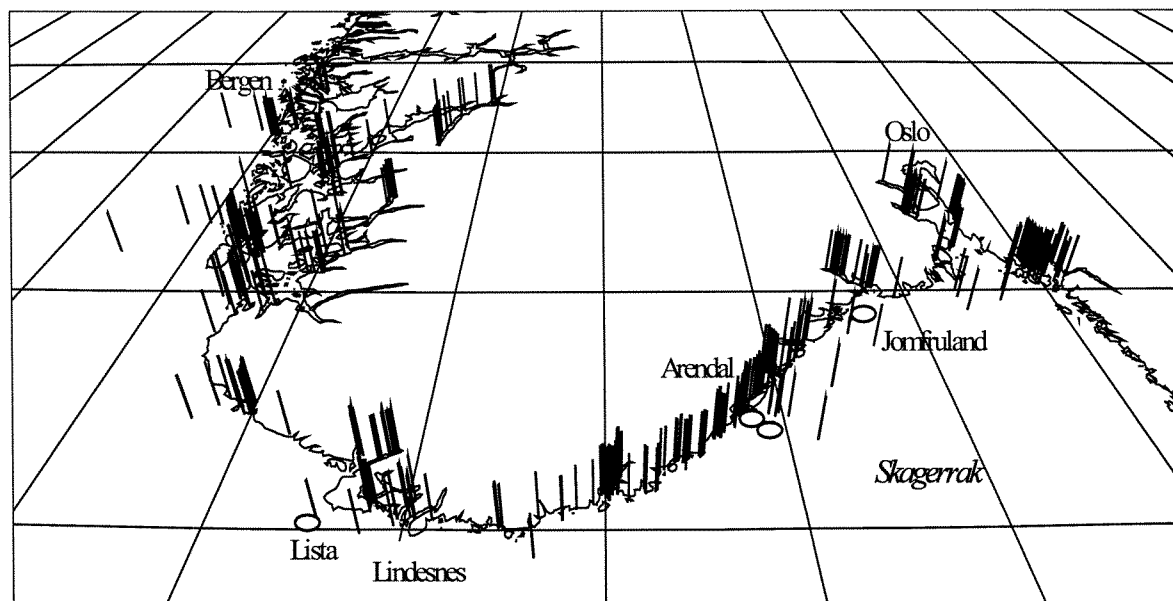 Bergen
Oslo
Jomfruland
Arendal
Skagerrak
Lista
Lindesnes